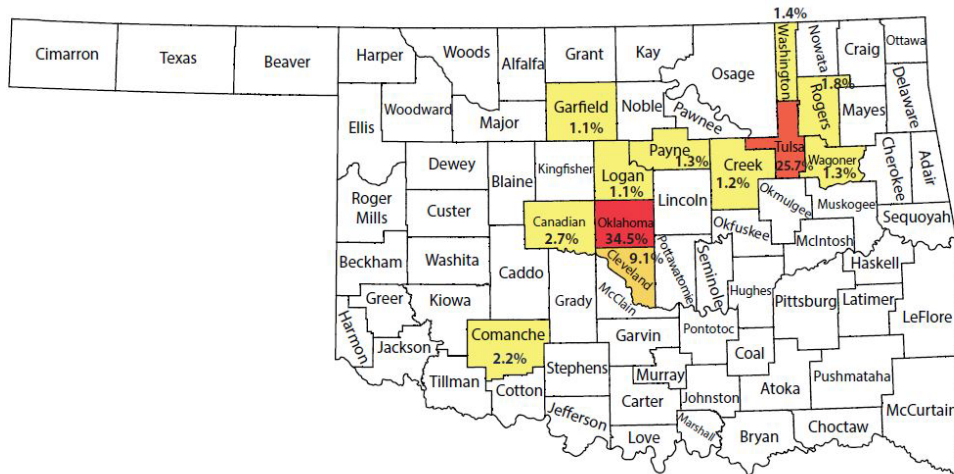 1.4%
Cimarron
Texas
Beaver
Harper
Woods
Alfalfa
Grant
Kay
Osage
Washington
Nowata
Craig
Ottawa
Ellis
Woodward
Major
Garfield
1.1%
Noble
Pawnee
Rogers
1.8%
Mayes
Delaware
Roger
Mills
Dewey
Custer
Blaine
Kingfisher
Logan
1.1%
Payne
1.3%
Creek
1.2%
Tulsa
25.7%
Wagoner
1.3%
Cherokee
Adair
Canadian
2.7%
Oklahoma
34.5%
Lincoln
Okfuskee
Okmulgee
Muskogee
Sequoyah
McIntosh
Beckham
Washita
Caddo
Grady
Cleveland
9.1%
McClain
Pottawatomie
Seminole
Hughes
Pittsburg
Haskell
Latimer
LeFlore
Harmon
Greer
Kiowa
Jackson
Comanche
2.2%
Tillman
Cotton
Stephens
Jefferson
Garvin
Murray
Carter
Love
Pontotoc
Johnston
Marshall
Coal
Atoka
Bryan
Pushmataha
Choctaw
McCurtain